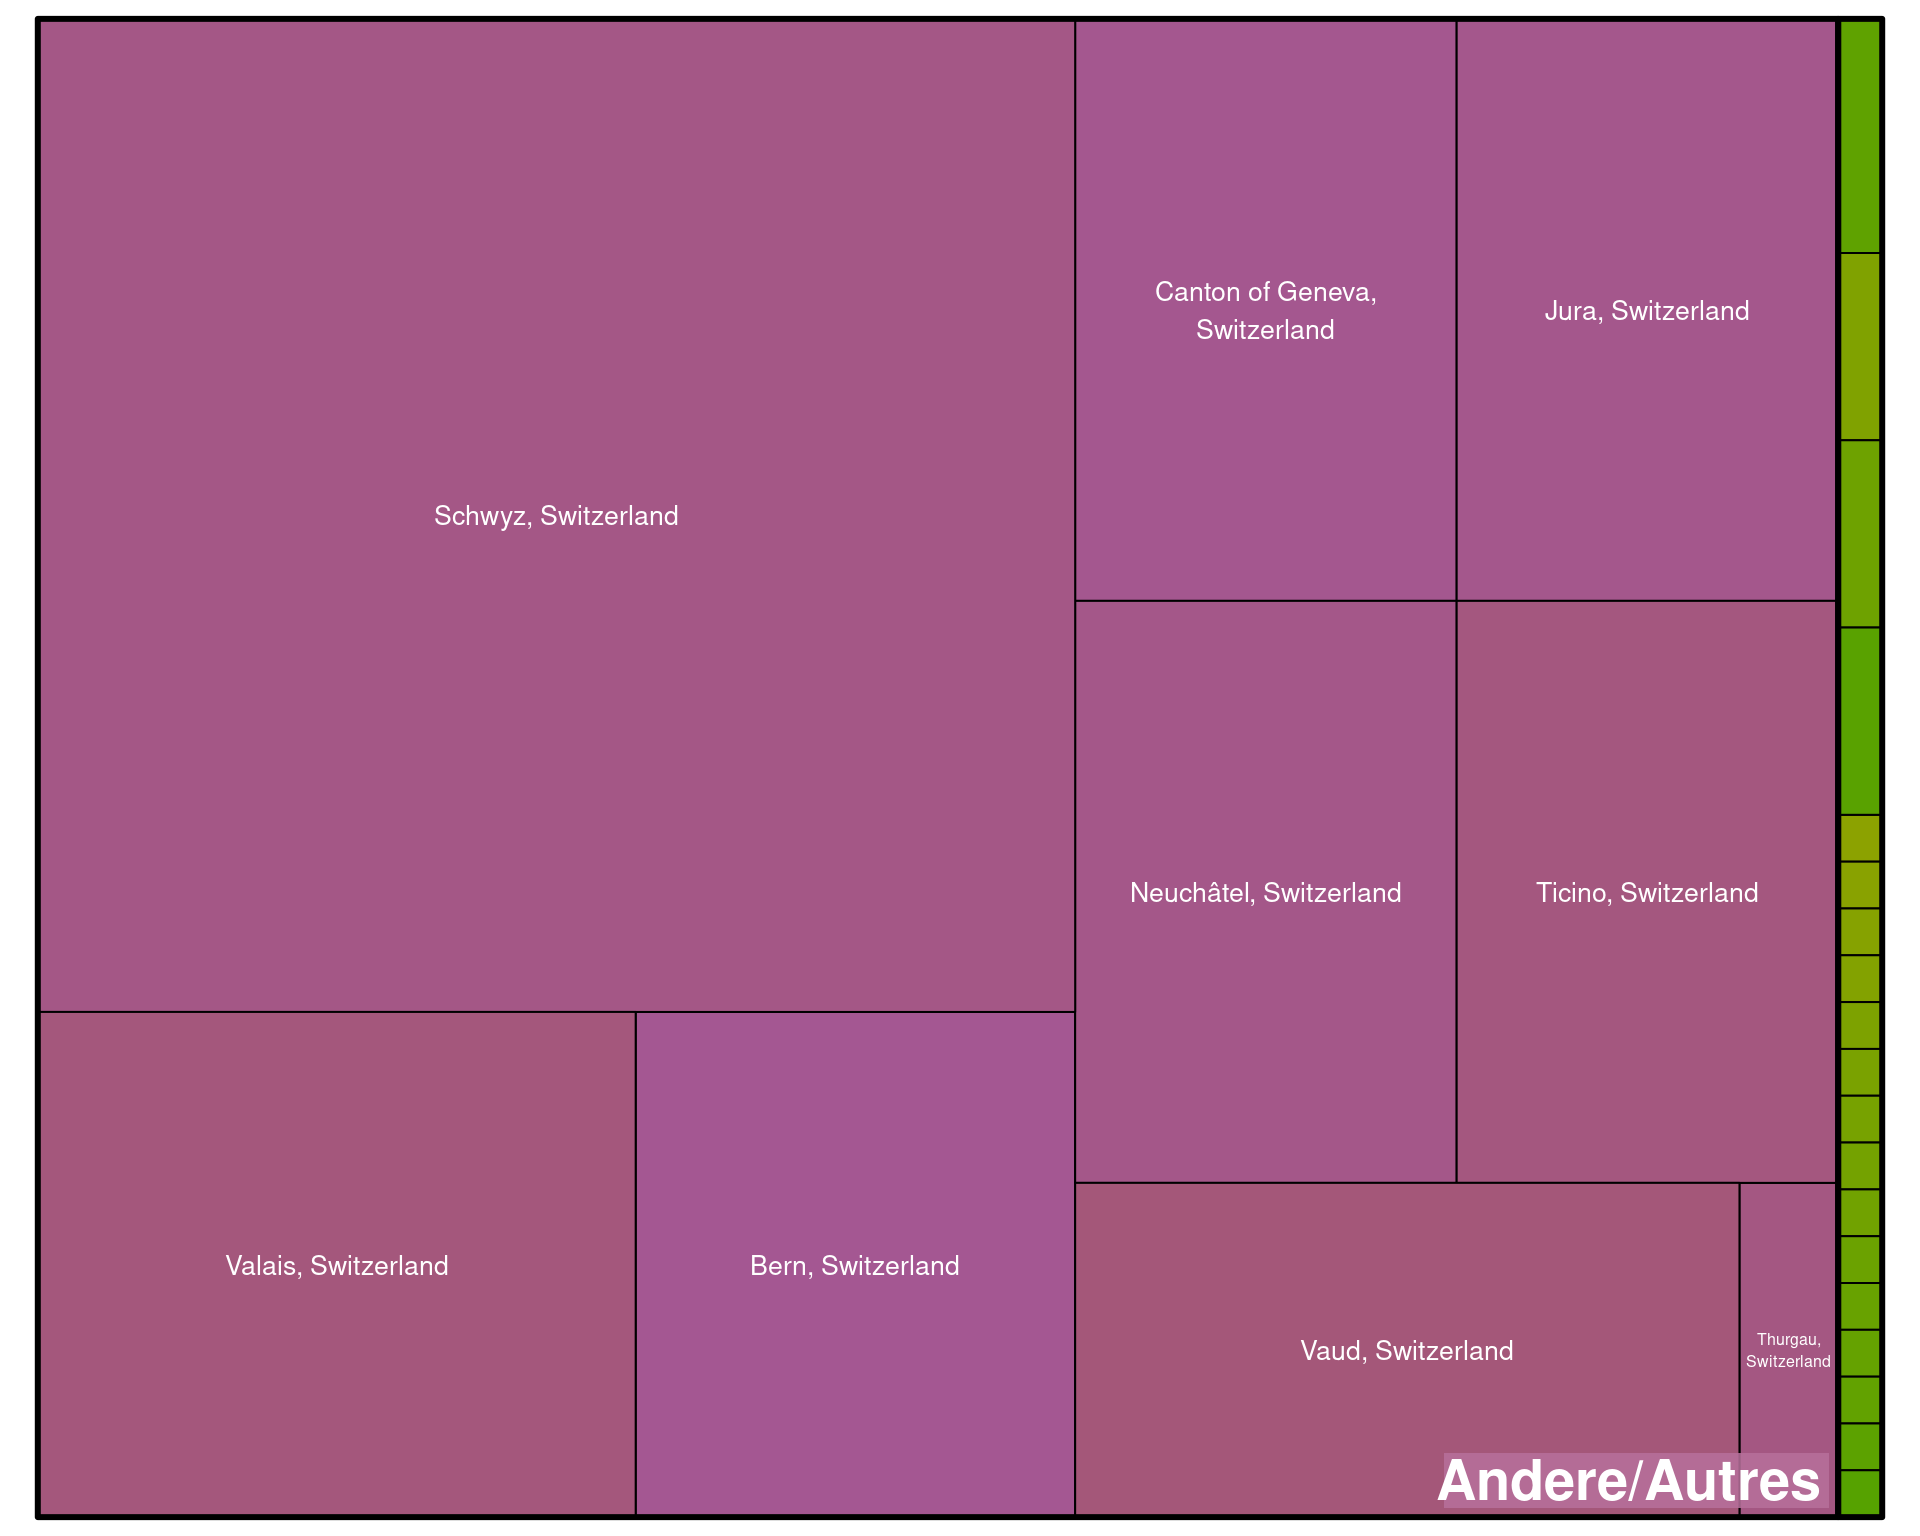 Canton of Geneva,
Switzerland
Jura, Switzerland
Schwyz, Switzerland
Neuchâtel, Switzerland
Ticino, Switzerland
Valais, Switzerland
Bern, Switzerland
Vaud, Switzerland
Thurgau,
Switzerland
Andere/Autres